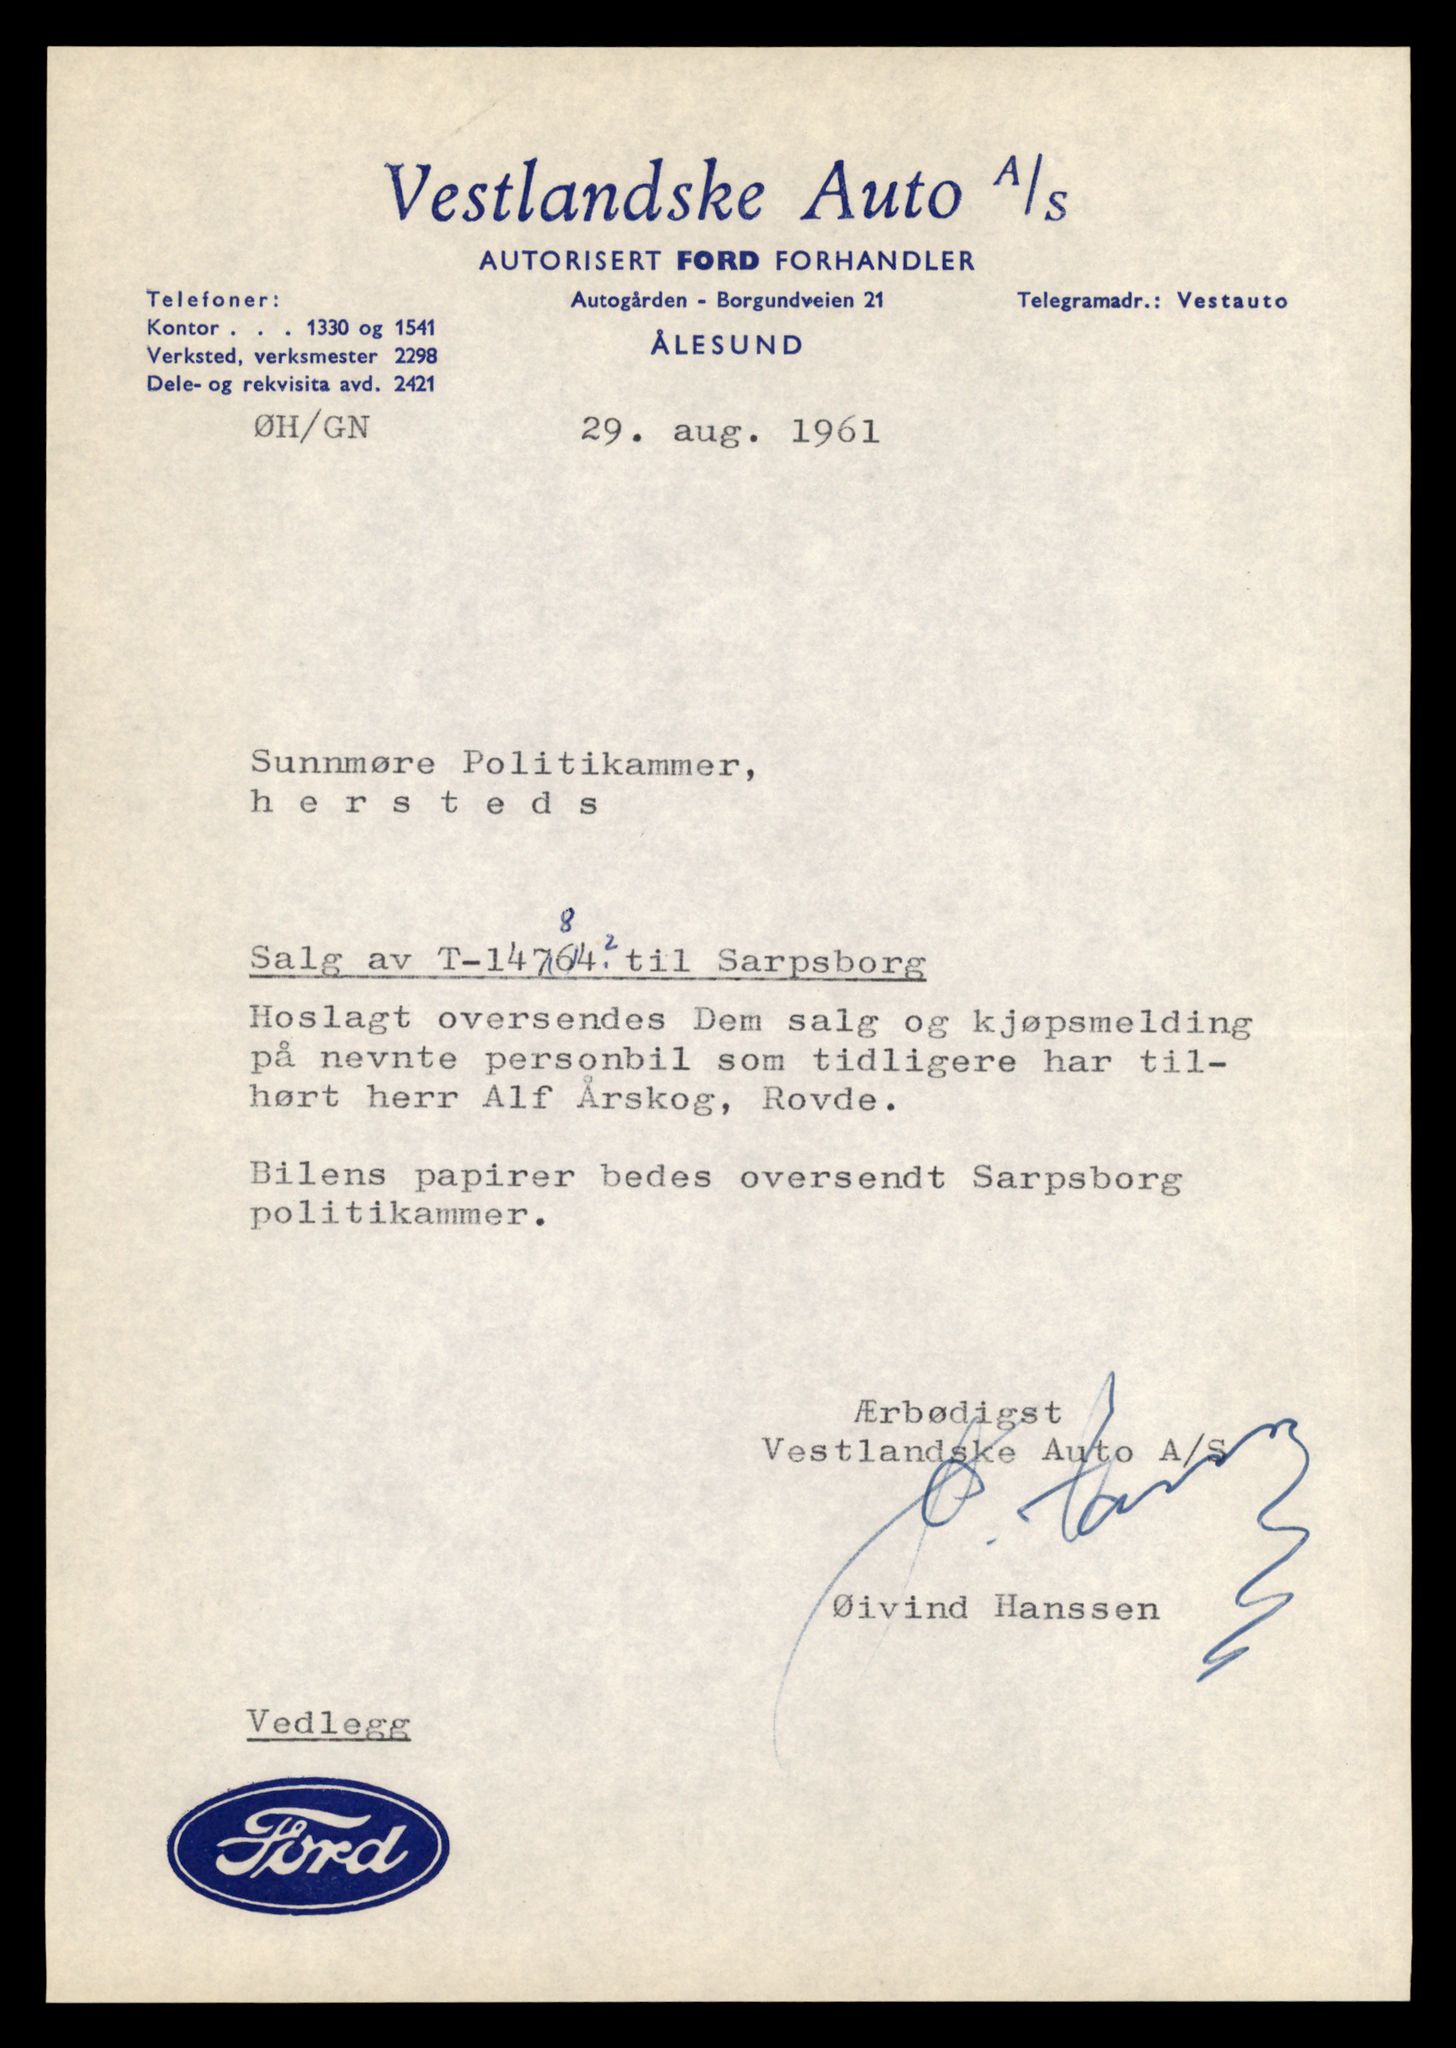 Vestlandske Auto A/S
AUTORISERT FORD FORHANDLER
Telefoner:
Kontor . . . 1330 og 1541
Verksted, verksmester 2298
Dele- og rekvisita avd. 2421
Autogården - Borgundveien 21
ÅLESUND
Telegramadr.: Vestauto
ØH/GN 29. aug. 1961
Sunnmøre Politikammer,
h e r s t e d s
8
Salg av T-14764.² til Sarpsborg
Hoslagt oversendes Dem salg og kjøpsmelding
på nevnte personbil som tidligere har til-
hørt herr Alf Årskog, Rovde.
Bilens papirer bedes oversendt Sarpsborg
politikammer.
Ærbødigst
Vestlandske Auto A/S
Øivind Hanssen
Vedlegg
Ford